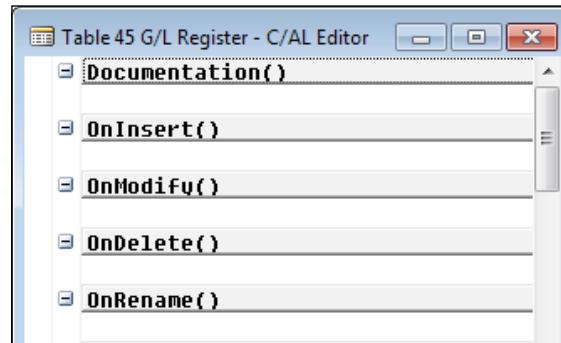 Table 45 G/L Register - C/AL Editor
Documentation()
OnInsert()
OnModify()
OnDelete()
OnRename()